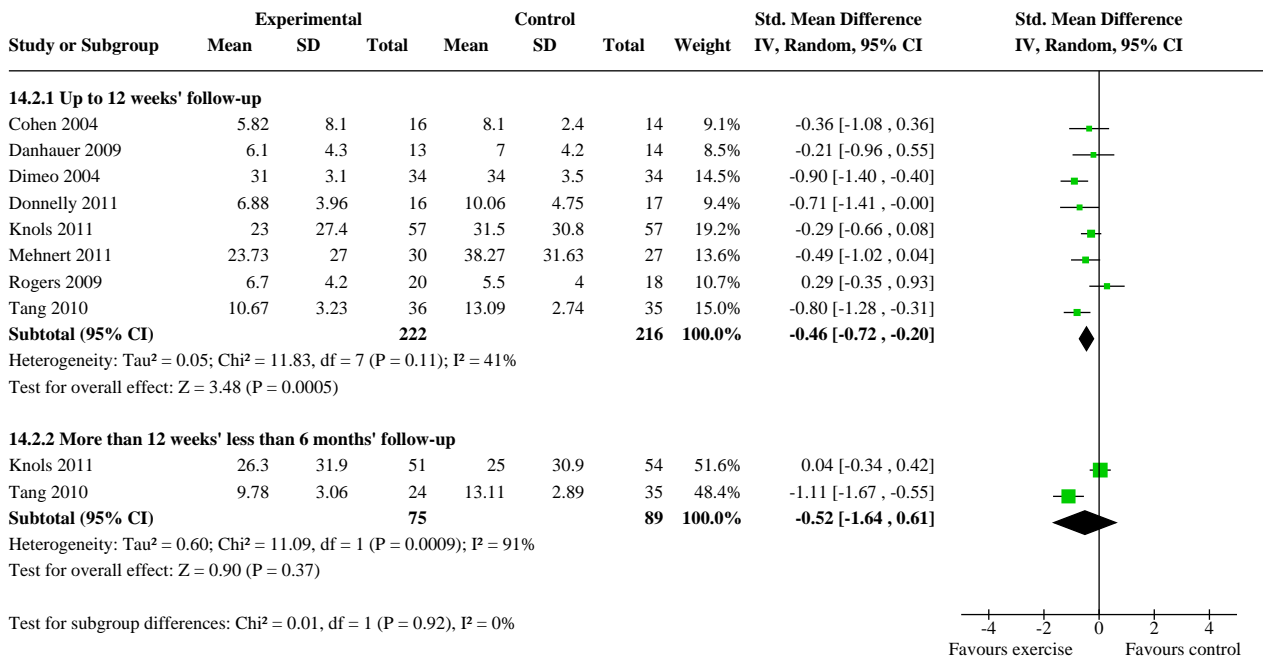 Experimental Control Std. Mean Difference Std. Mean Difference
Study or Subgroup Mean SD Total Mean SD Total Weight IV, Random, 95% CI IV, Random, 95% CI
14.2.1 Up to 12 weeks' follow-up
Cohen 2004 5.82 8.1 16 8.1 2.4 14 9.1% -0.36 [-1.08 , 0.36]
Danhauer 2009 6.1 4.3 13 7 4.2 14 8.5% -0.21 [-0.96 , 0.55]
Dimeo 2004 31 3.1 34 34 3.5 34 14.5% -0.90 [-1.40 , -0.40]
Donnelly 2011 6.88 3.96 16 10.06 4.75 17 9.4% -0.71 [-1.41 , -0.00]
Knols 2011 23 27.4 57 31.5 30.8 57 19.2% -0.29 [-0.66 , 0.08]
Mehnert 2011 23.73 27 30 38.27 31.63 27 13.6% -0.49 [-1.02 , 0.04]
Rogers 2009 6.7 4.2 20 5.5 4 18 10.7% 0.29 [-0.35 , 0.93]
Tang 2010 10.67 3.23 36 13.09 2.74 35 15.0% -0.80 [-1.28 , -0.31]
Subtotal (95% CI) 222 216 100.0% -0.46 [-0.72 , -0.20]
Heterogeneity: Tau² = 0.05; Chi² = 11.83, df = 7 (P = 0.11); I² = 41%
Test for overall effect: Z = 3.48 (P = 0.0005)
14.2.2 More than 12 weeks' less than 6 months' follow-up
Knols 2011 26.3 31.9 51 25 30.9 54 51.6% 0.04 [-0.34 , 0.42]
Tang 2010 9.78 3.06 24 13.11 2.89 35 48.4% -1.11 [-1.67 , -0.55]
Subtotal (95% CI) 75 89 100.0% -0.52 [-1.64 , 0.61]
Heterogeneity: Tau² = 0.60; Chi² = 11.09, df = 1 (P = 0.0009); I² = 91%
Test for overall effect: Z = 0.90 (P = 0.37)
Test for subgroup differences: Chi² = 0.01, df = 1 (P = 0.92), I² = 0%
-4 -2 0 2 4
Favours exercise Favours control